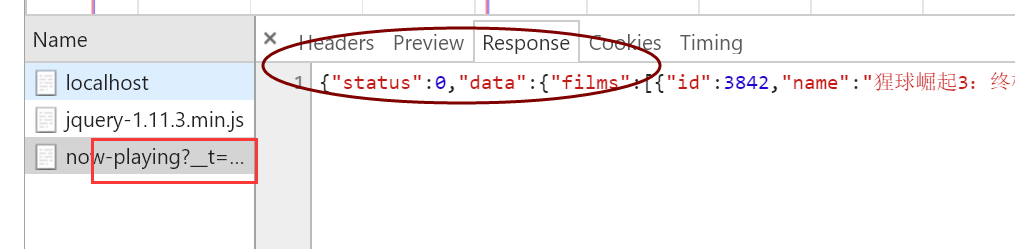 Name
× Headers Preview Response Cookies Timing
localhost
jquery-1.11.3.min.js
now-playing?__t=...
1 {"status":0,"data":{"films":[{"id":3842,"name":"猩球崛起3：终